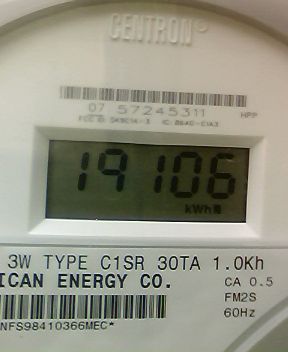 CENTRON®
07 57245311 HPP
19106
kWh
3W TYPE C1SR 30TA 1.0Kh
ICAN ENERGY CO. CA 0.5
FM2S
NFS98410366MEC* 60Hz